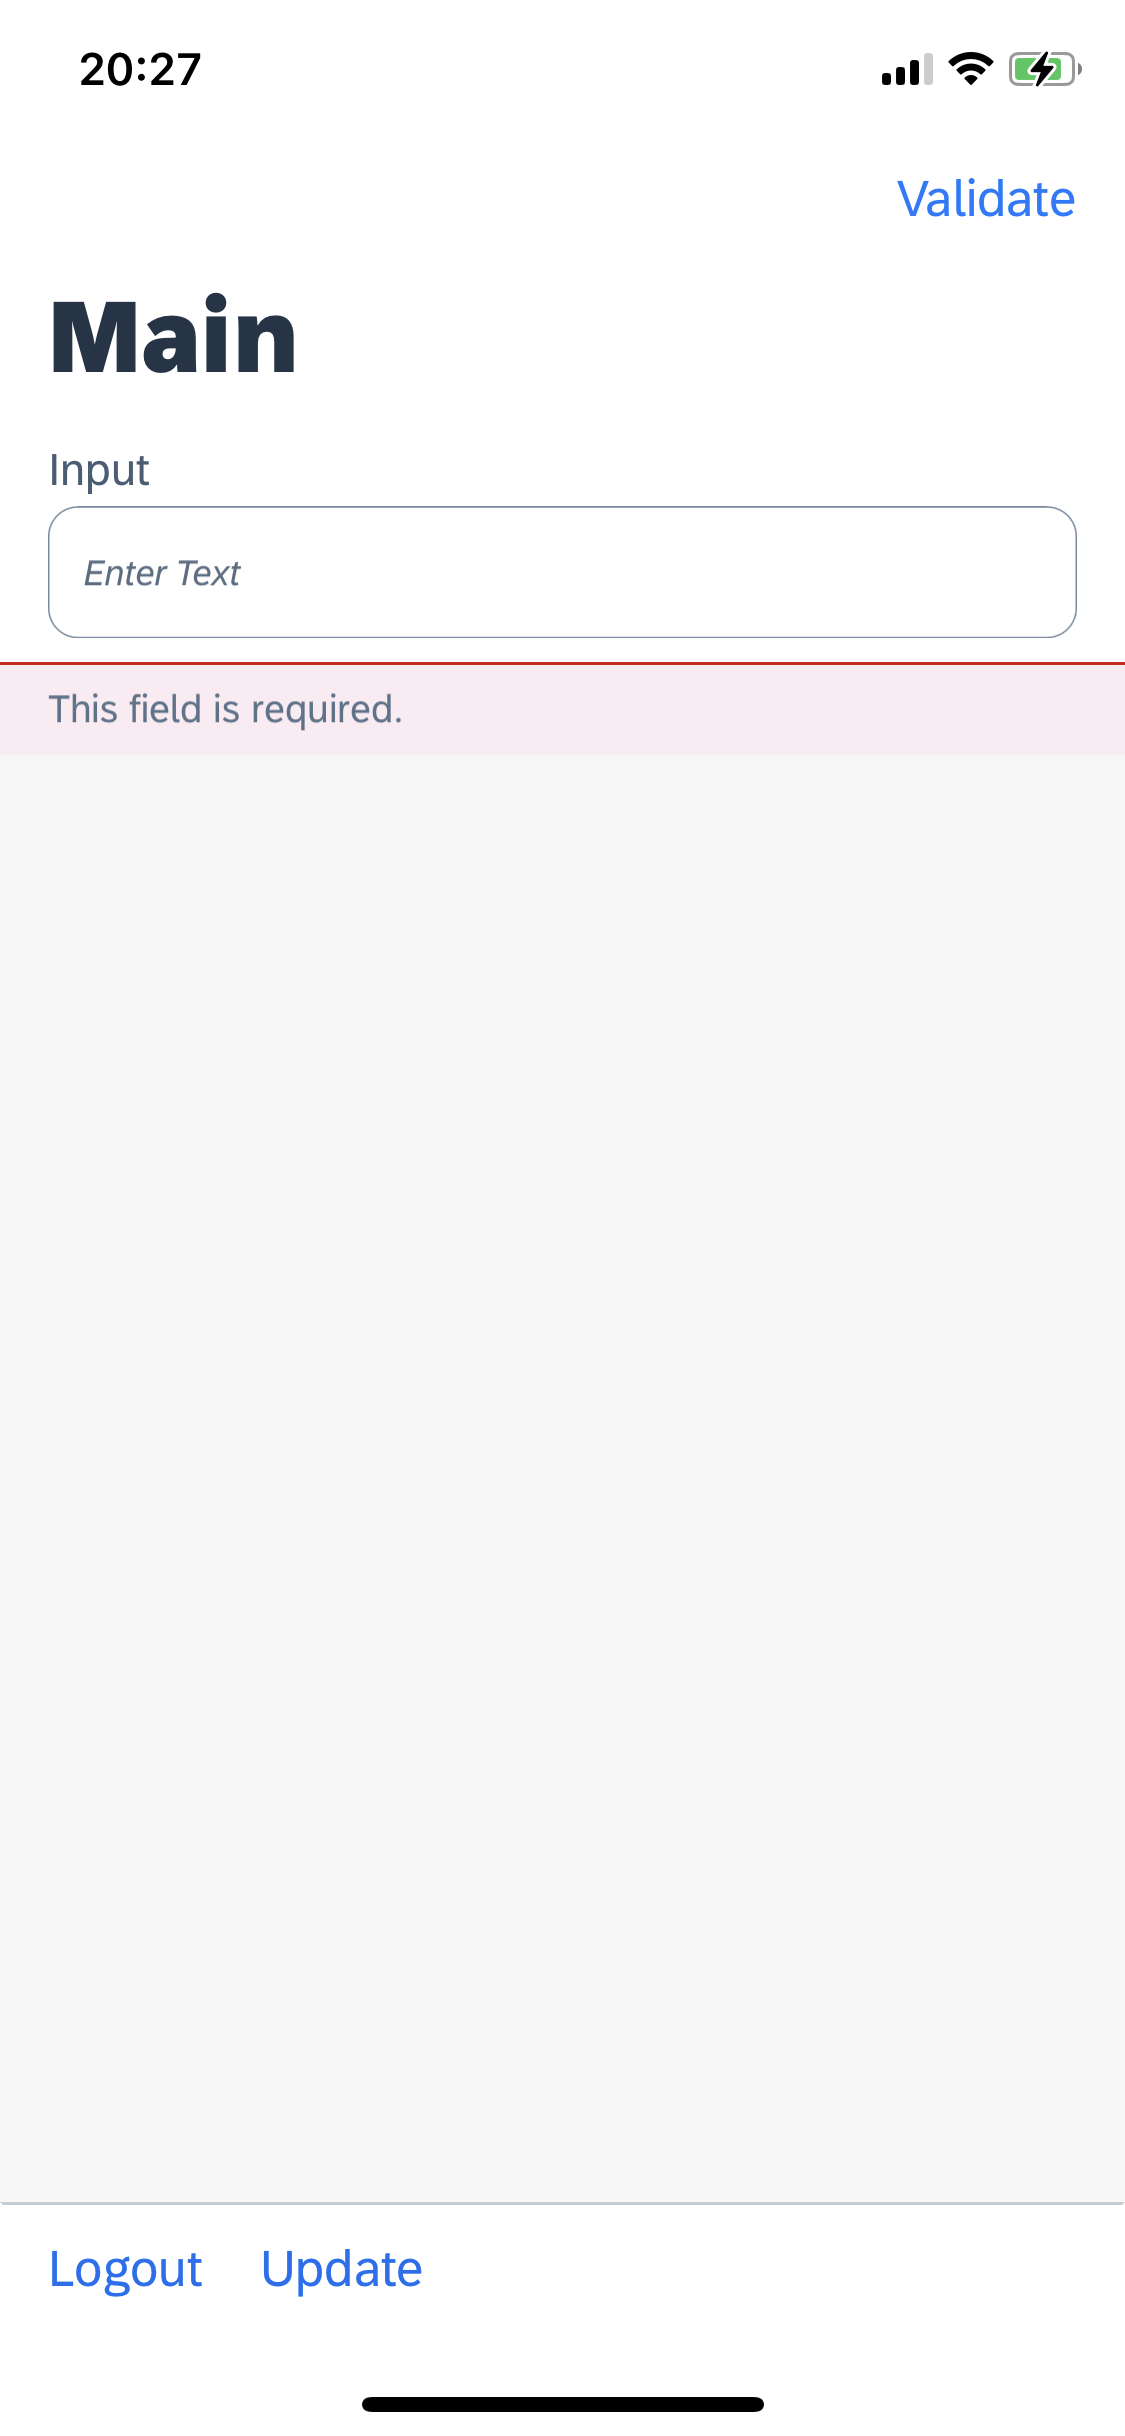 20:27
Validate
Main
Input
Enter Text
This field is required.
Logout Update